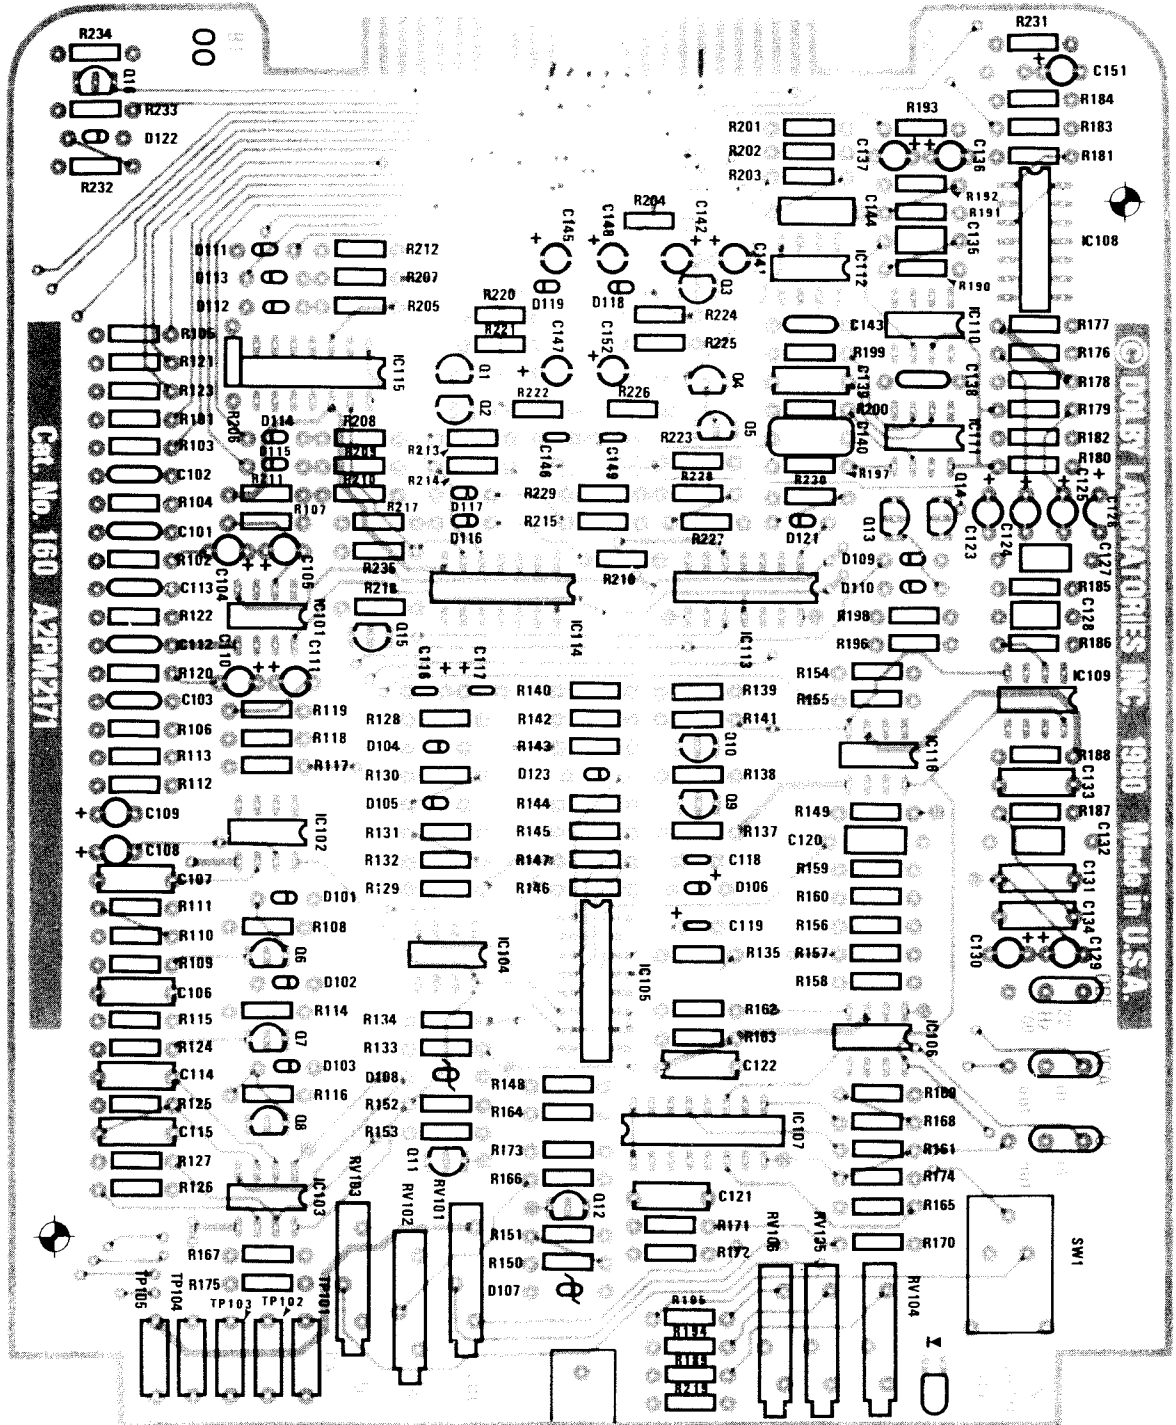 R234
Q16
R233
D122
R232
00
R231
C151
R184
R183
R181
R193
C137
C136
R192
R191
C135
R190
IC108
R201
R202
R203
C144
IC112
R204
C145
C148
C142
C141
D119
D118
Q3
D111
D113
D112
R212
R207
R205
R220
R221
R224
R225
C147
C152
C143
IC110
R199
C139
C138
R177
R176
R178
R179
R182
R180
R121
R123
R101
R103
C102
R104
C101
R102
C113
R122
C112
R120
C103
R106
R113
R112
C109
C108
C107
R111
R110
R109
C106
R115
R124
C114
R125
C115
R127
R126
IC115
R206
D114
D115
R211
R208
R209
R210
R107
R217
R218
Q1
Q2
R222
R226
Q4
Q5
R213
R214
C146
C149
R223
R228
R229
R215
D117
D116
R227
R230
D121
R200
R197
IC111
Q13
Q14
C123
C124
C125
C127
D109
D110
R185
C128
R186
R198
R196
C104
C105
IC101
C110
C111
Q15
IC114
IC113
C116
C117
R119
R118
R117
IC102
R128
D104
R130
D105
R131
R132
R129
R140
R142
R143
D123
R144
R145
R147
R146
R139
R141
Q10
R138
Q9
R137
C118
D106
C119
R135
R154
R155
IC109
R149
C120
R159
R160
R156
R157
R158
R188
C133
R187
C132
C131
C134
C130
C129
D101
R108
Q6
D102
R114
Q7
D103
R116
Q8
IC103
IC104
IC105
R134
R133
D108
R152
R153
Q11
R148
R164
R173
R166
Q12
R151
R150
D107
R162
R163
C122
IC107
C121
R171
R172
IC106
R168
R161
R174
R165
R170
SW1
RV103
RV102
RV101
RV106
RV104
R167
R175
TP105
TP104
TP103
TP102
TP101
R194
Cat. No. 160 A2RM2171
© DOLBY LABORATORIES INC. 1980 Made in U.S.A.